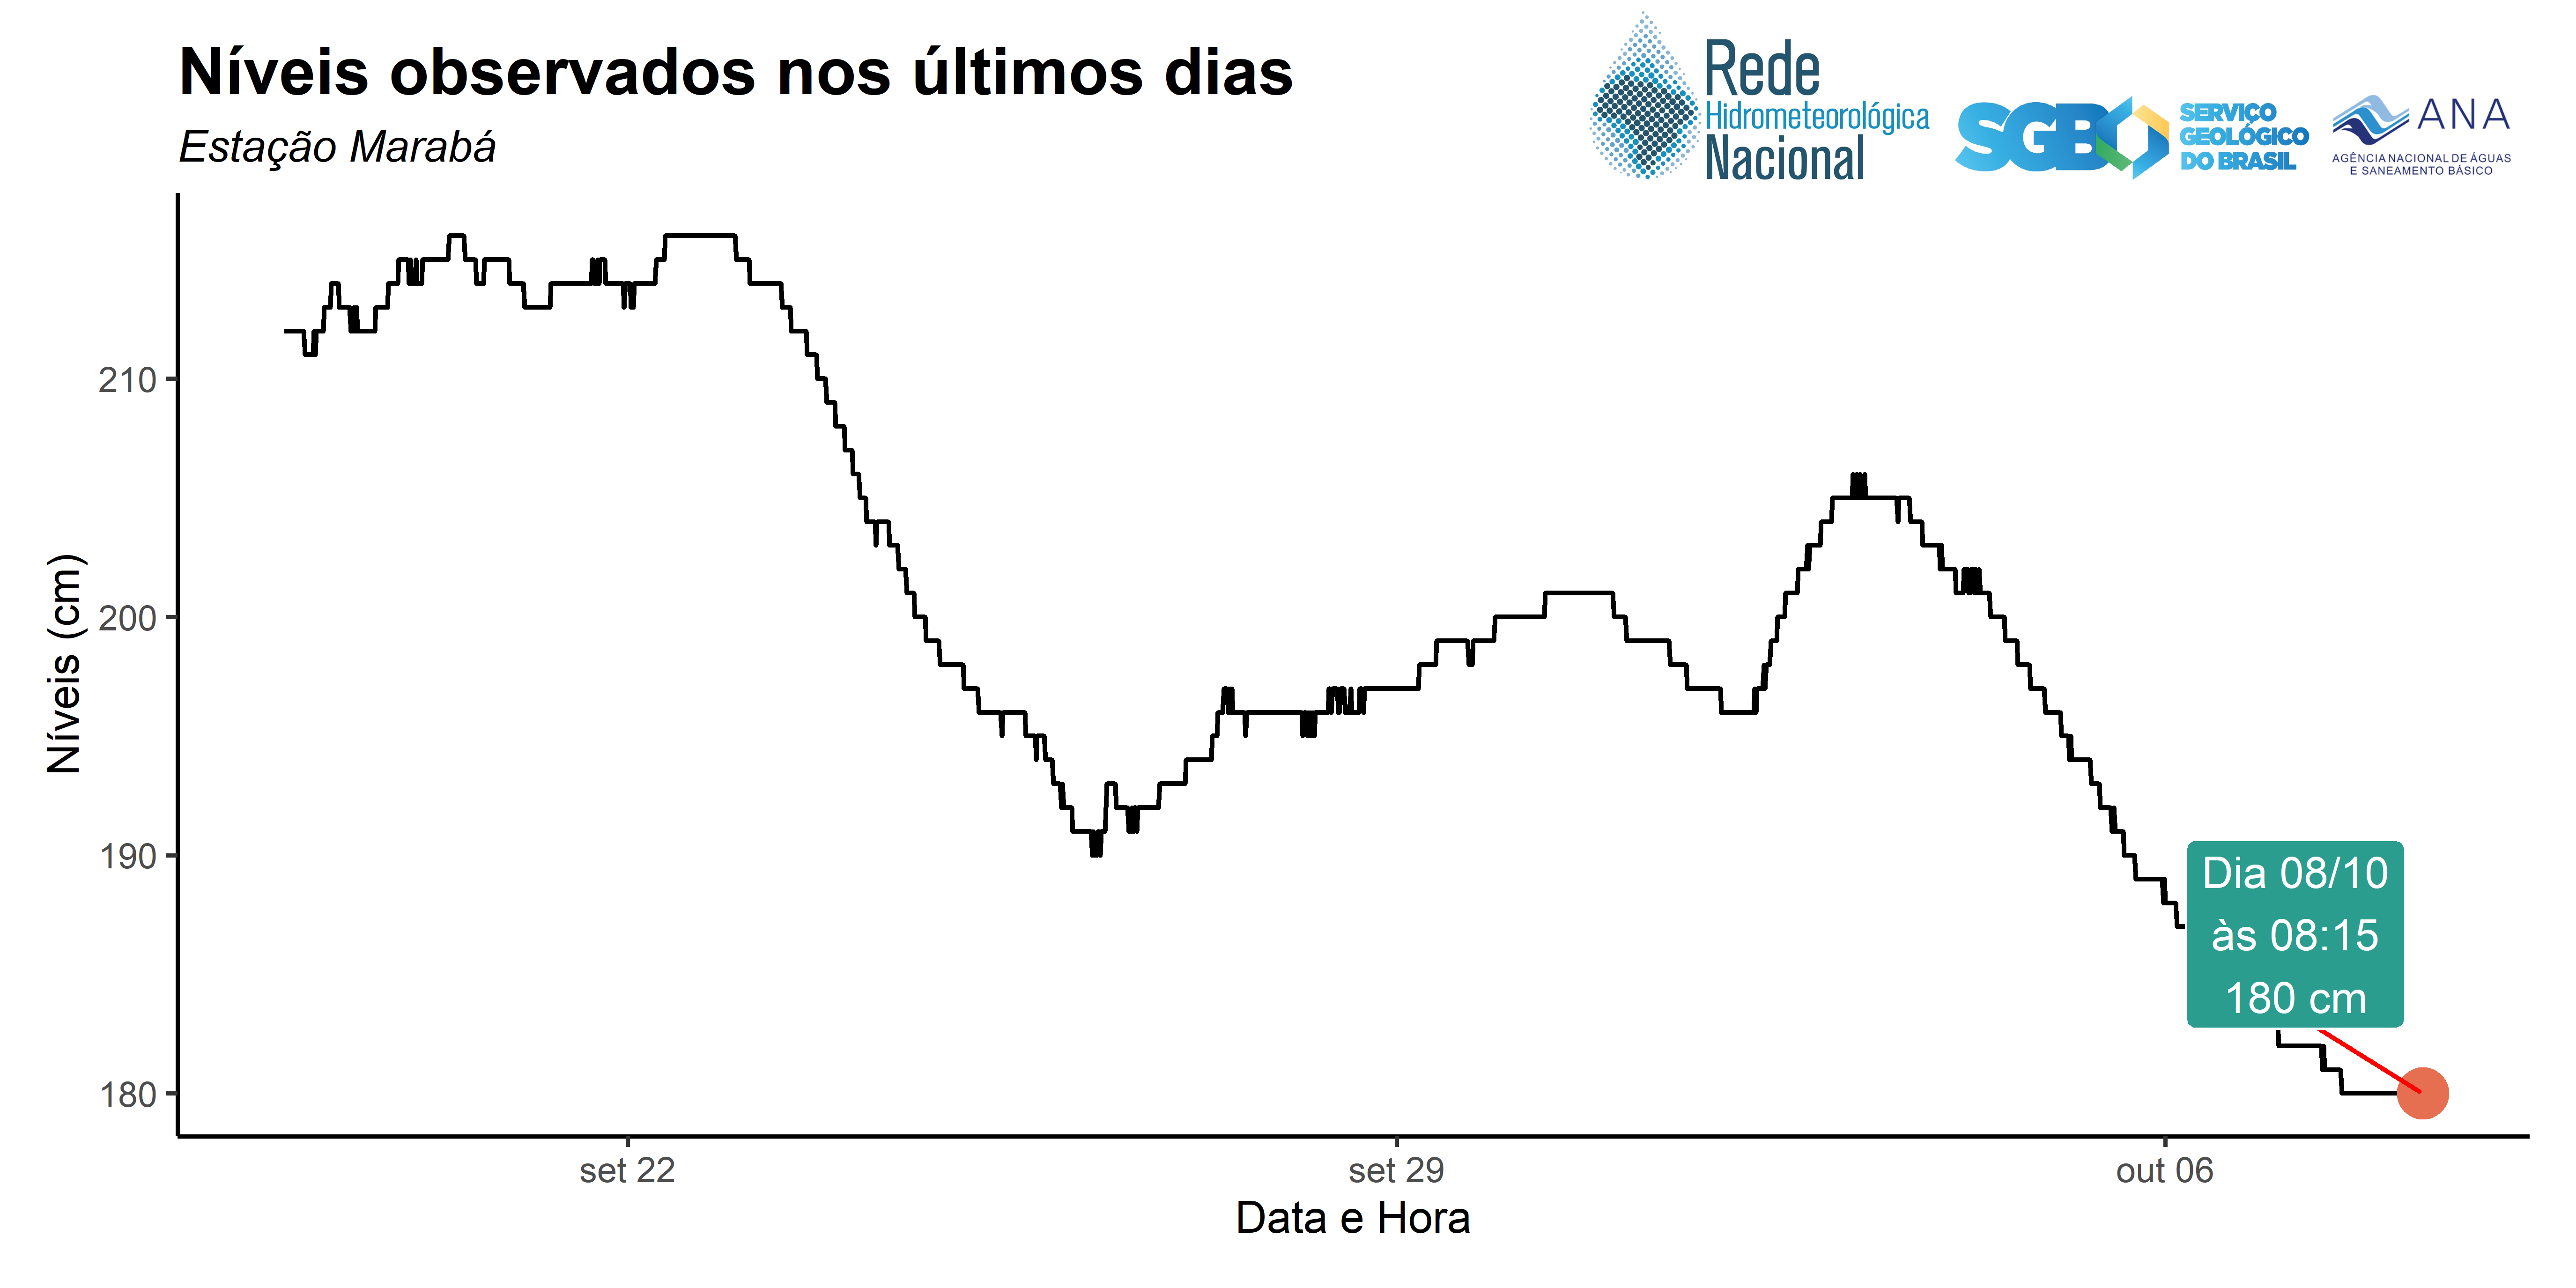 Níveis observados nos últimos dias
Estação Marabá
Rede
Hidrometeorológica
Nacional
SGB
SERVIÇO
GEOLÓGICO
DO BRASIL
ANA
AGÊNCIA NACIONAL DE ÁGUAS
E SANEAMENTO BÁSICO
Níveis (cm)
210
200
190
180
Dia 08/10
às 08:15
180 cm
set 22
set 29
out 06
Data e Hora